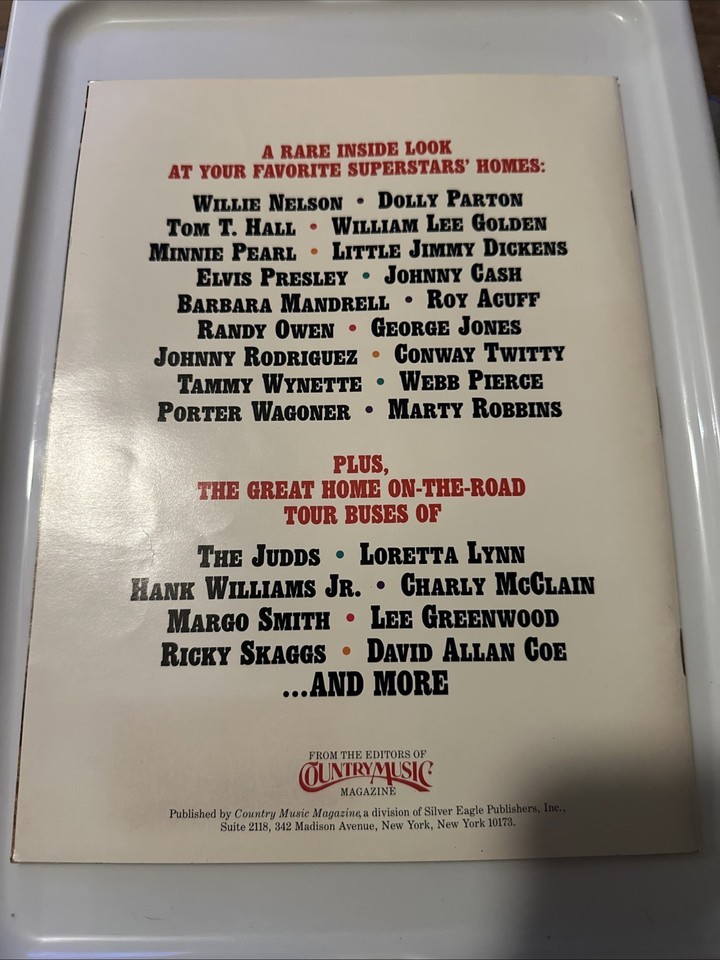 A RARE INSIDE LOOK
AT YOUR FAVORITE SUPERSTARS' HOMES:
WILLIE NELSON • DOLLY PARTON
TOM T. HALL • WILLIAM LEE GOLDEN
MINNIE PEARL • LITTLE JIMMY DICKENS
ELVIS PRESLEY • JOHNNY CASH
BARBARA MANDRELL • ROY ACUFF
RANDY OWEN • GEORGE JONES
JOHNNY RODRIGUEZ • CONWAY TWITTY
TAMMY WYNETTE • WEBB PIERCE
PORTER WAGONER • MARTY ROBBINS
PLUS,
THE GREAT HOME ON-THE-ROAD
TOUR BUSES OF
THE JUDDS • LORETTA LYNN
HANK WILLIAMS JR. • CHARLY MCCLAIN
MARGO SMITH • LEE GREENWOOD
RICKY SKAGGS • DAVID ALLAN COE
...AND MORE
FROM THE EDITORS OF
COUNTRY MUSIC
MAGAZINE
Published by Country Music Magazine, a division of Silver Eagle Publishers, Inc.,
Suite 2118, 342 Madison Avenue, New York, New York 10173.